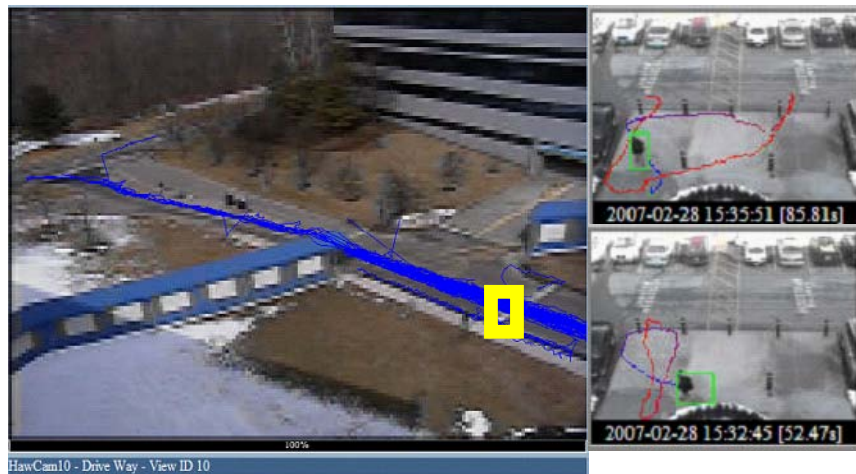 2007-02-28 15:35:51 [85.81s]
2007-02-28 15:32:45 [52.47s]
100%
HawCam10 - Drive Way - View ID 10